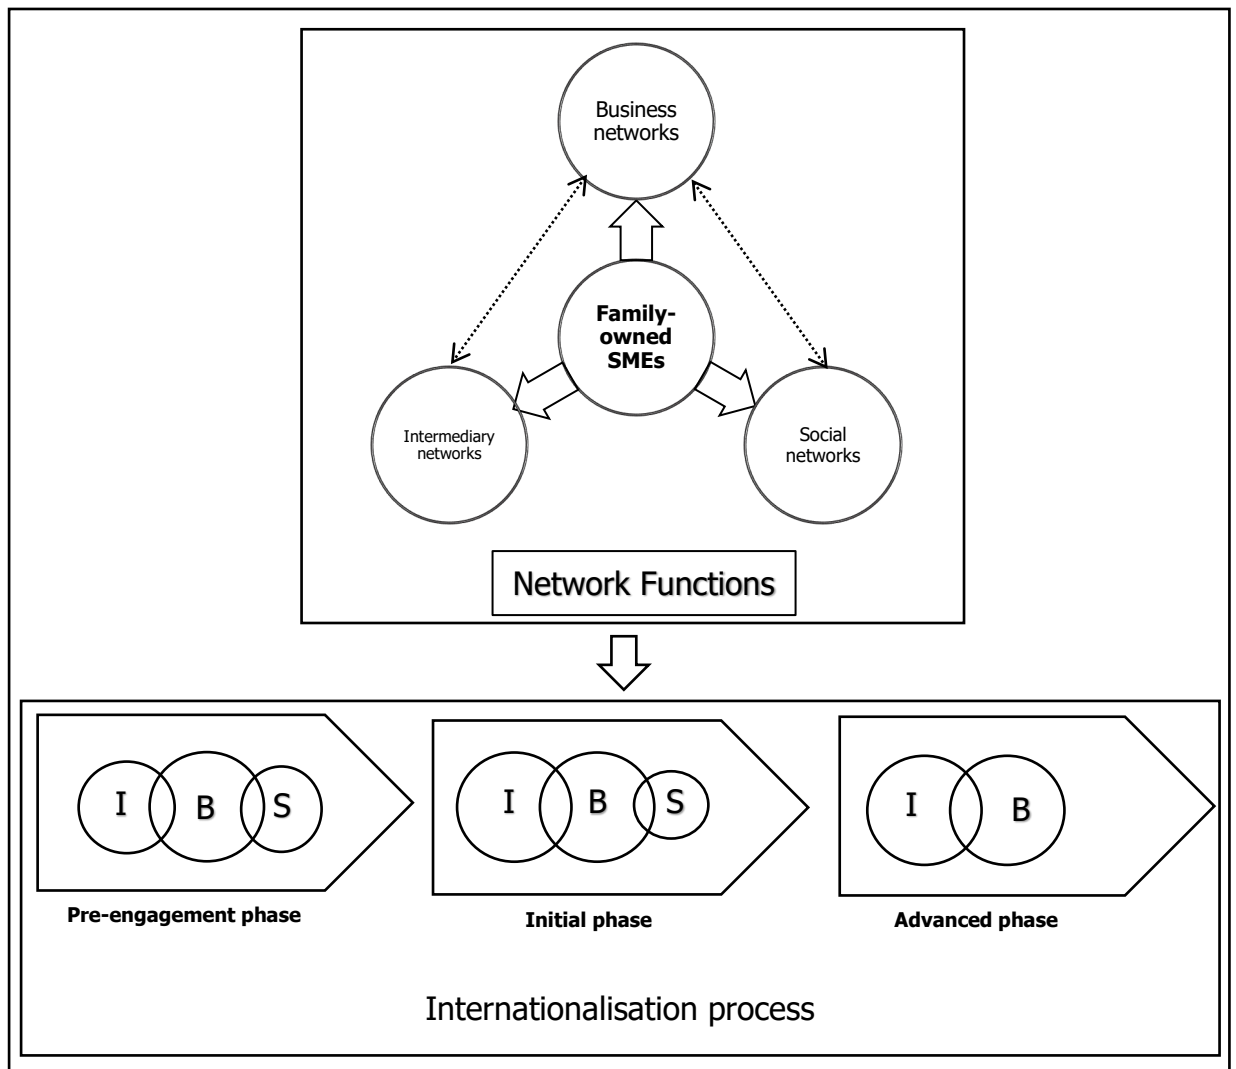 Business
networks
Family-
owned
SMEs
Intermediary
networks
Social
networks
Network Functions
I B S
I B S
I B
Pre-engagement phase
Initial phase
Advanced phase
Internationalisation process